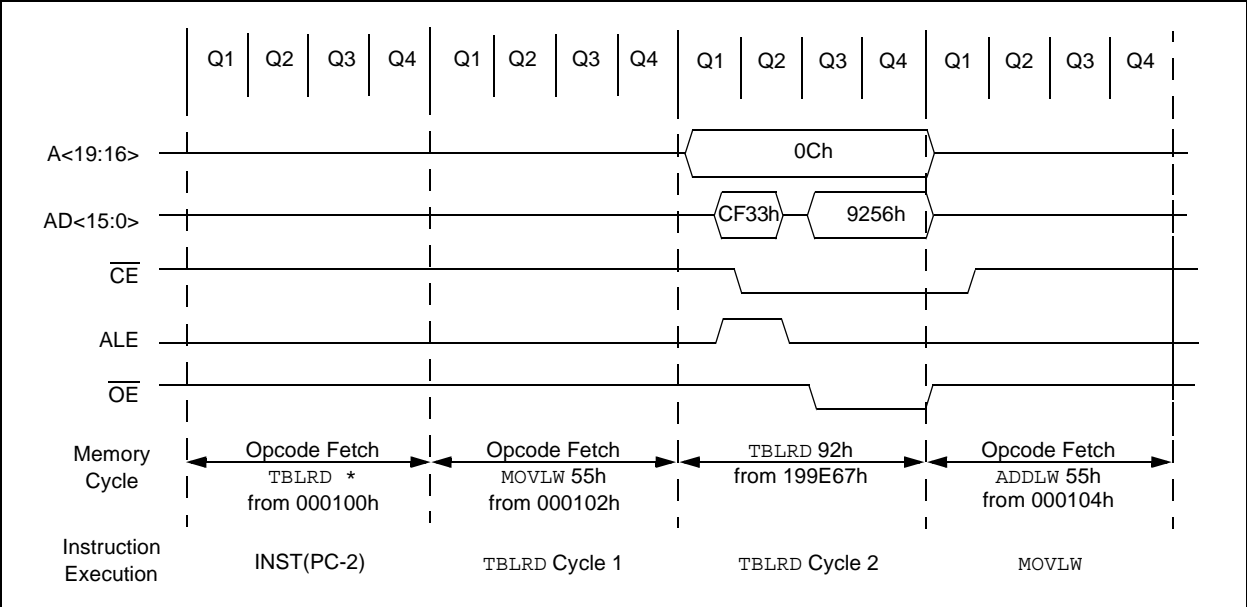 Q1 Q2 Q3 Q4 Q1 Q2 Q3 Q4 Q1 Q2 Q3 Q4 Q1 Q2 Q3 Q4
A<19:16>
0Ch
AD<15:0>
CF33h
9256h
CE
ALE
OE
Memory
Cycle
Opcode Fetch
TBLRD *
from 000100h
Opcode Fetch
MOVLW 55h
from 000102h
TBLRD 92h
from 199E67h
Opcode Fetch
ADDLW 55h
from 000104h
Instruction
Execution
INST(PC-2)
TBLRD Cycle 1
TBLRD Cycle 2
MOVLW